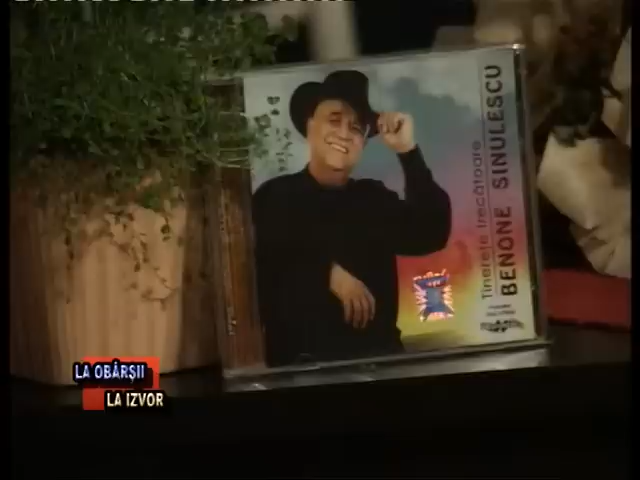 Tinerețe trecătoare
BENONE SINULESCU
LA OBÂRȘII
LA IZVOR